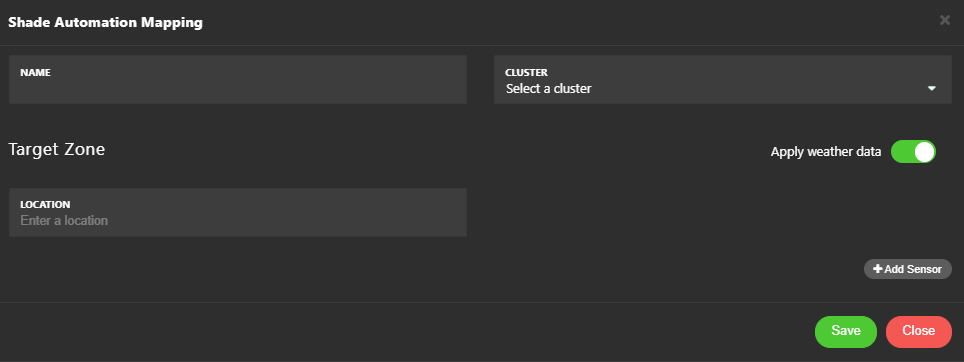 Shade Automation Mapping
NAME
CLUSTER
Select a cluster
Target Zone
Apply weather data
LOCATION
Enter a location
+ Add Sensor
Save
Close